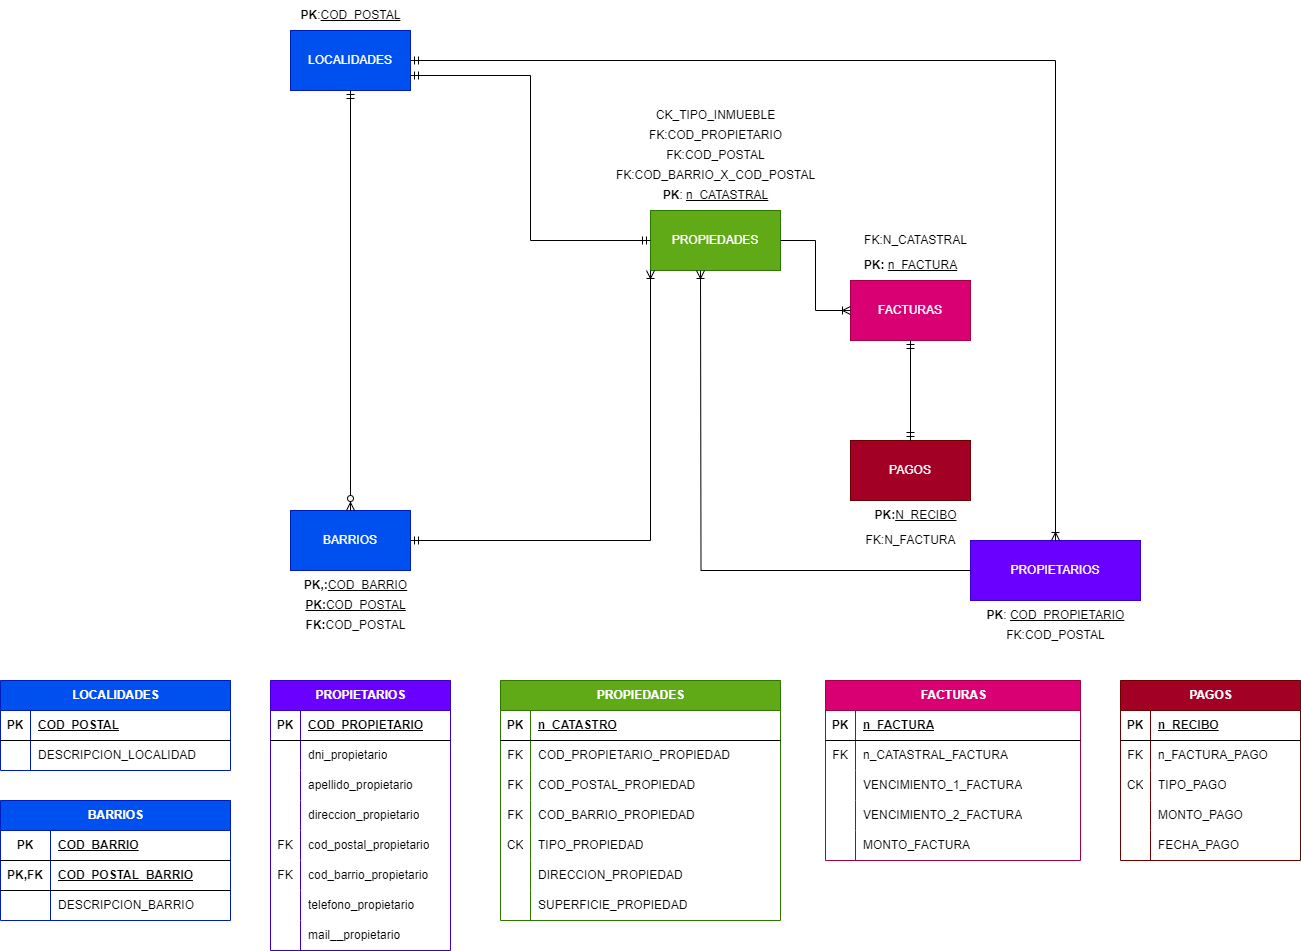 PK:COD_POSTAL
LOCALIDADES
CK_TIPO_INMUEBLE
FK:COD_PROPIETARIO
FK:COD_POSTAL
FK:COD_BARRIO_X_COD_POSTAL
PK: n_CATASTRAL
PROPIEDADES
FK:N_CATASTRAL
PK: n_FACTURA
FACTURAS
PAGOS
PK:N_RECIBO
FK:N_FACTURA
BARRIOS
PK,:COD_BARRIO
PK:COD_POSTAL
FK:COD_POSTAL
PROPIETARIOS
PK: COD_PROPIETARIO
FK:COD_POSTAL
LOCALIDADES
PK COD_POSTAL
DESCRIPCION_LOCALIDAD
BARRIOS
PK COD_BARRIO
PK,FK COD_POSTAL_BARRIO
DESCRIPCION_BARRIO
PROPIETARIOS
PK COD_PROPIETARIO
dni_propietario
apellido_propietario
direccion_propietario
FK cod_postal_propietario
FK cod_barrio_propietario
telefono_propietario
mail__propietario
PROPIEDADES
PK n_CATASTRO
FK COD_PROPIETARIO_PROPIEDAD
FK COD_POSTAL_PROPIEDAD
FK COD_BARRIO_PROPIEDAD
CK TIPO_PROPIEDAD
DIRECCION_PROPIEDAD
SUPERFICIE_PROPIEDAD
FACTURAS
PK n_FACTURA
FK n_CATASTRAL_FACTURA
VENCIMIENTO_1_FACTURA
VENCIMIENTO_2_FACTURA
MONTO_FACTURA
PAGOS
PK n_RECIBO
FK n_FACTURA_PAGO
CK TIPO_PAGO
MONTO_PAGO
FECHA_PAGO